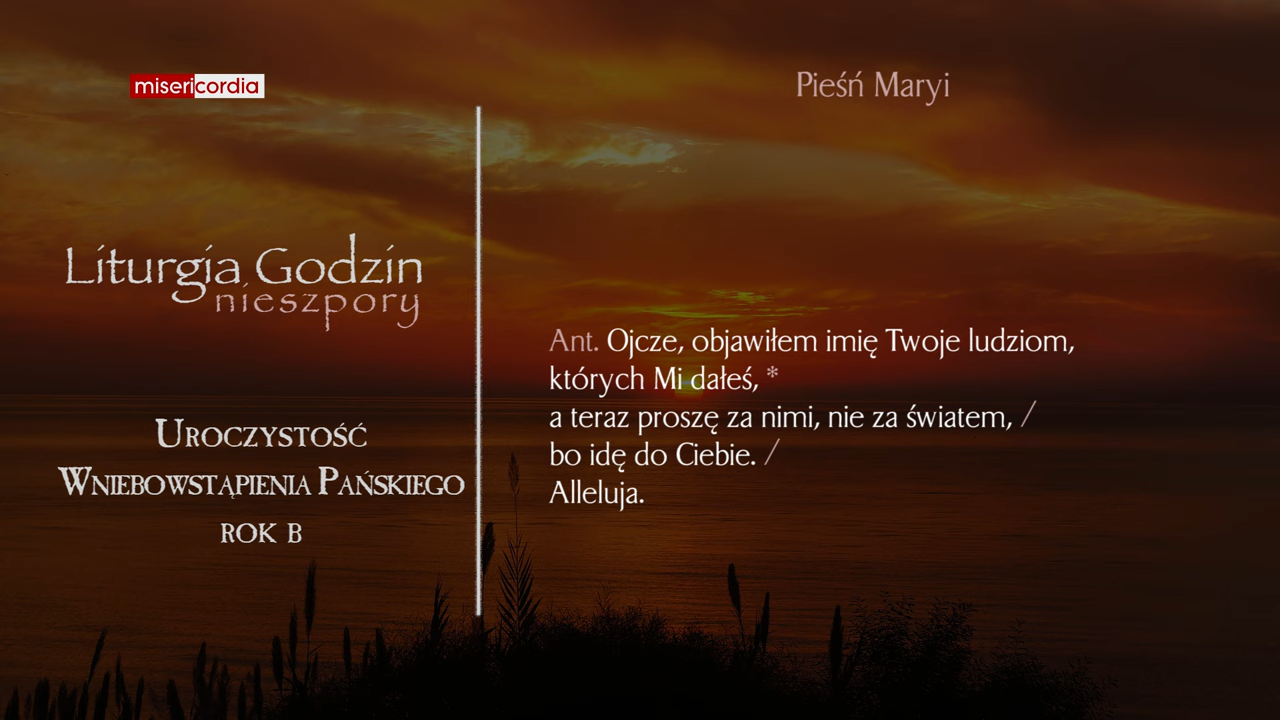 misericordia
Liturgia Godzin
nieszpory
Uroczystość
Wniebowstąpienia Pańskiego
rok B
Pieśń Maryi
Ant. Ojcze, objawiłem imię Twoje ludziom,
których Mi dałeś, *
a teraz proszę za nimi, nie za światem, /
bo idę do Ciebie. /
Alleluja.